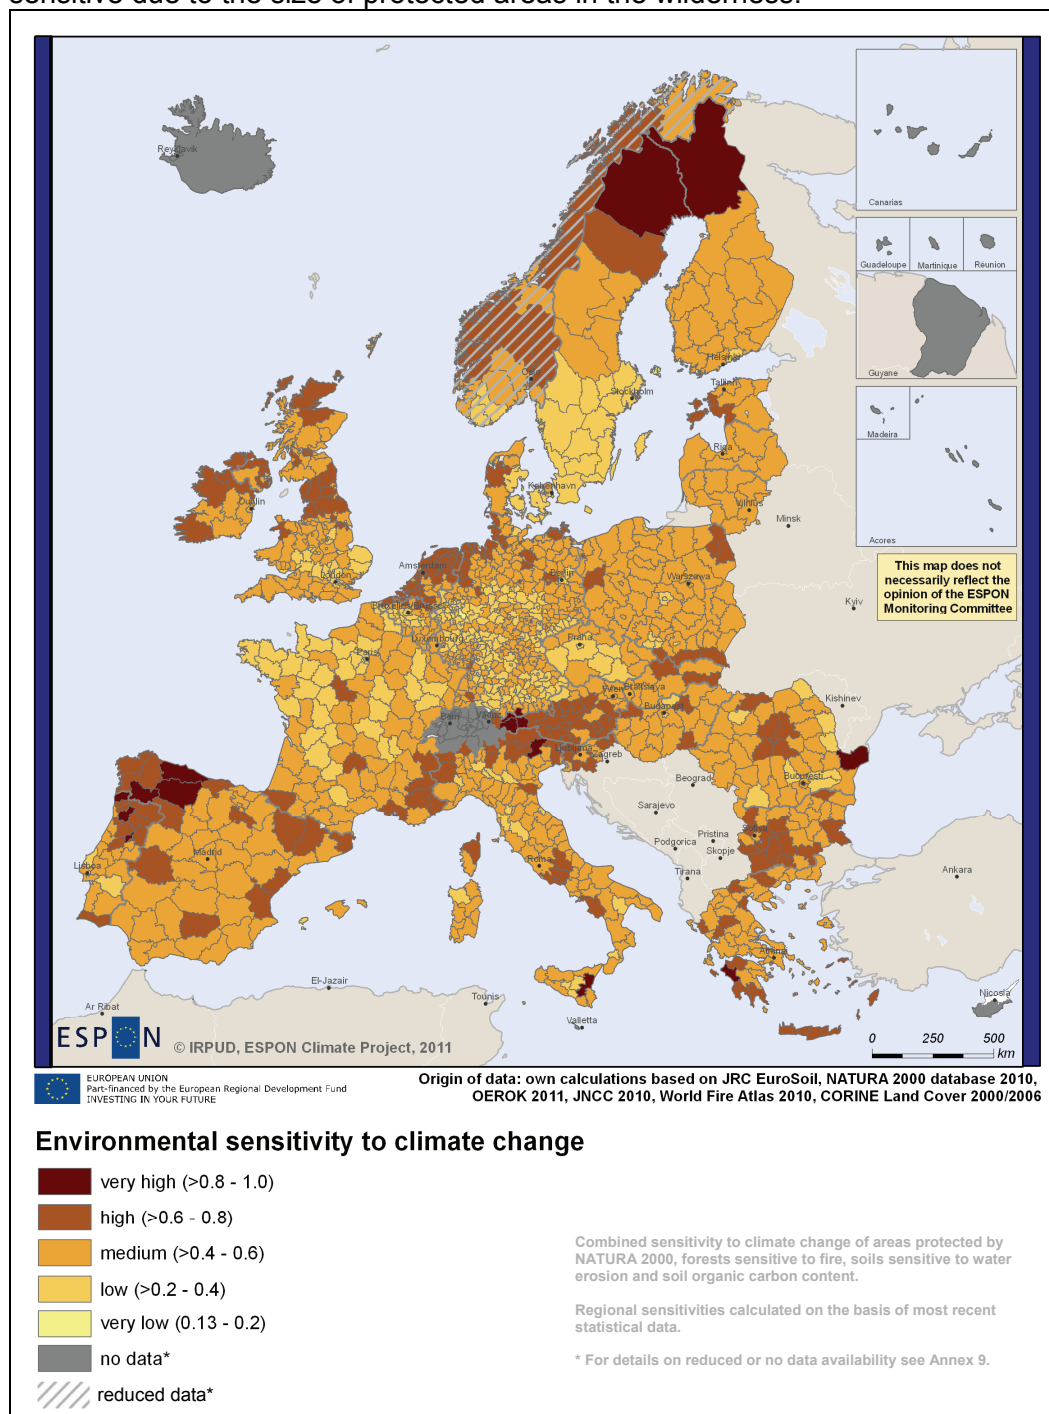 sensitive due to the size of protected areas in the wilderness.
Reykjavik
Canarias
Guadeloupe
Martinique
Réunion
Guyane
Madeira
Acores
This map does not
necessarily reflect the
opinion of the ESPON
Monitoring Committee
Oslo
Helsinki
Stockholm
Tallinn
Riga
København
Vilnius
Minsk
Dublin
London
Amsterdam
Berlin
Warszawa
Kyiv
Luxembourg
Praha
Paris
Wien
Bratislava
Budapest
Kishinev
Bern
Vaduz
Ljubljana
Zagreb
Beograd
Bucuresti
Sarajevo
Pristina
Sofiya
Podgorica
Skopje
Tirana
Ankara
Madrid
Lisboa
Roma
Athinai
El-Jazair
Tounis
Ar Ribat
Valletta
Nicosia
ESPON
© IRPUD, ESPON Climate Project, 2011
0 250 500
km
EUROPEAN UNION
Part-financed by the European Regional Development Fund
INVESTING IN YOUR FUTURE
Origin of data: own calculations based on JRC EuroSoil, NATURA 2000 database 2010,
OEROK 2011, JNCC 2010, World Fire Atlas 2010, CORINE Land Cover 2000/2006
Environmental sensitivity to climate change
very high (>0.8 - 1.0)
high (>0.6 - 0.8)
medium (>0.4 - 0.6)
low (>0.2 - 0.4)
very low (0.13 - 0.2)
no data*
reduced data*
Combined sensitivity to climate change of areas protected by
NATURA 2000, forests sensitive to fire, soils sensitive to water
erosion and soil organic carbon content.
Regional sensitivities calculated on the basis of most recent
statistical data.
* For details on reduced or no data availability see Annex 9.